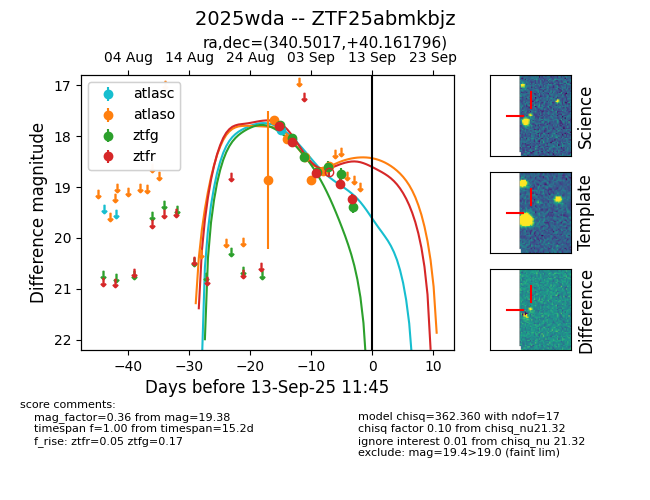 2025wda -- ZTF25abmkbjz
ra,dec=(340.5017,+40.161796)
04 Aug 14 Aug 24 Aug 03 Sep 13 Sep 23 Sep
17
18
19
20
21
22
Difference magnitude
atlasc
atlaso
ztfg
ztfr
−40 −30 −20 −10 0 10
Days before 13-Sep-25 11:45
Science
Template
Difference
score comments:
mag_factor=0.36 from mag=19.38
timespan f=1.00 from timespan=15.2d
f_rise: ztfr=0.05 ztfg=0.17
model chisq=362.360 with ndof=17
chisq factor 0.10 from chisq_nu21.32
ignore interest 0.01 from chisq_nu 21.32
exclude: mag=19.4>19.0 (faint lim)